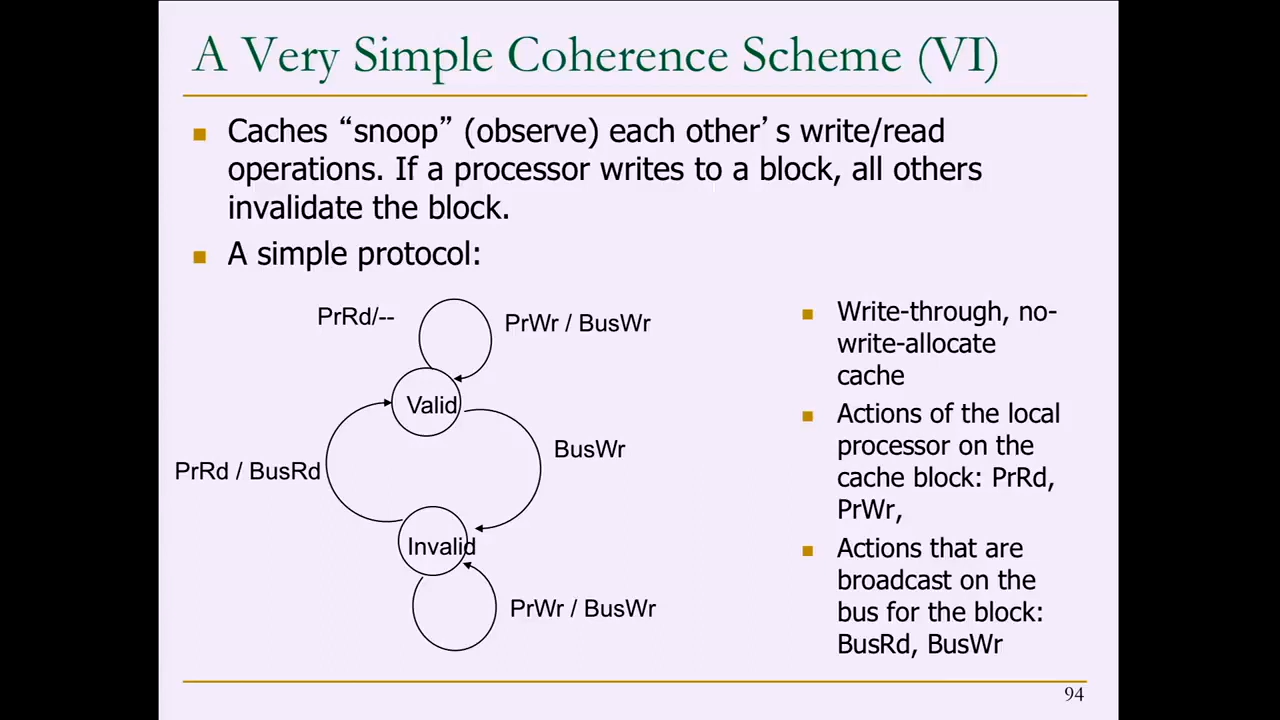 A Very Simple Coherence Scheme (VI)
Caches “snoop” (observe) each other’s write/read
operations. If a processor writes to a block, all others
invalidate the block.
A simple protocol:
PrRd/--
PrWr / BusWr
Valid
BusWr
PrRd / BusRd
Invalid
PrWr / BusWr
Write-through, no-
write-allocate
cache
Actions of the local
processor on the
cache block: PrRd,
PrWr,
Actions that are
broadcast on the
bus for the block:
BusRd, BusWr
94